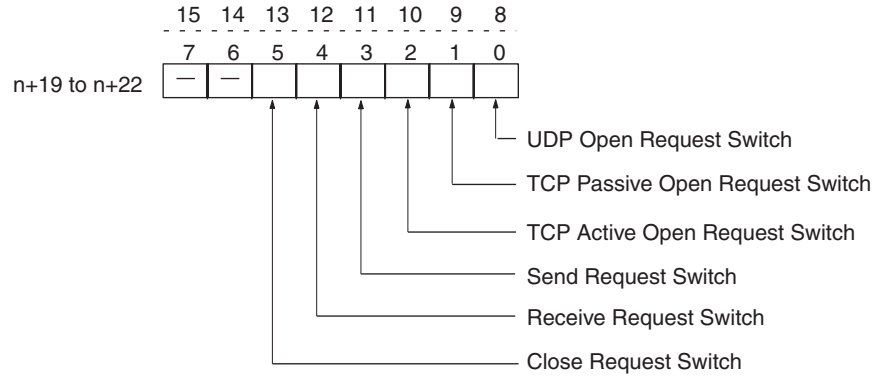 15 14 13 12 11 10 9 8
7 6 5 4 3 2 1 0
n+19 to n+22 — —
UDP Open Request Switch
TCP Passive Open Request Switch
TCP Active Open Request Switch
Send Request Switch
Receive Request Switch
Close Request Switch